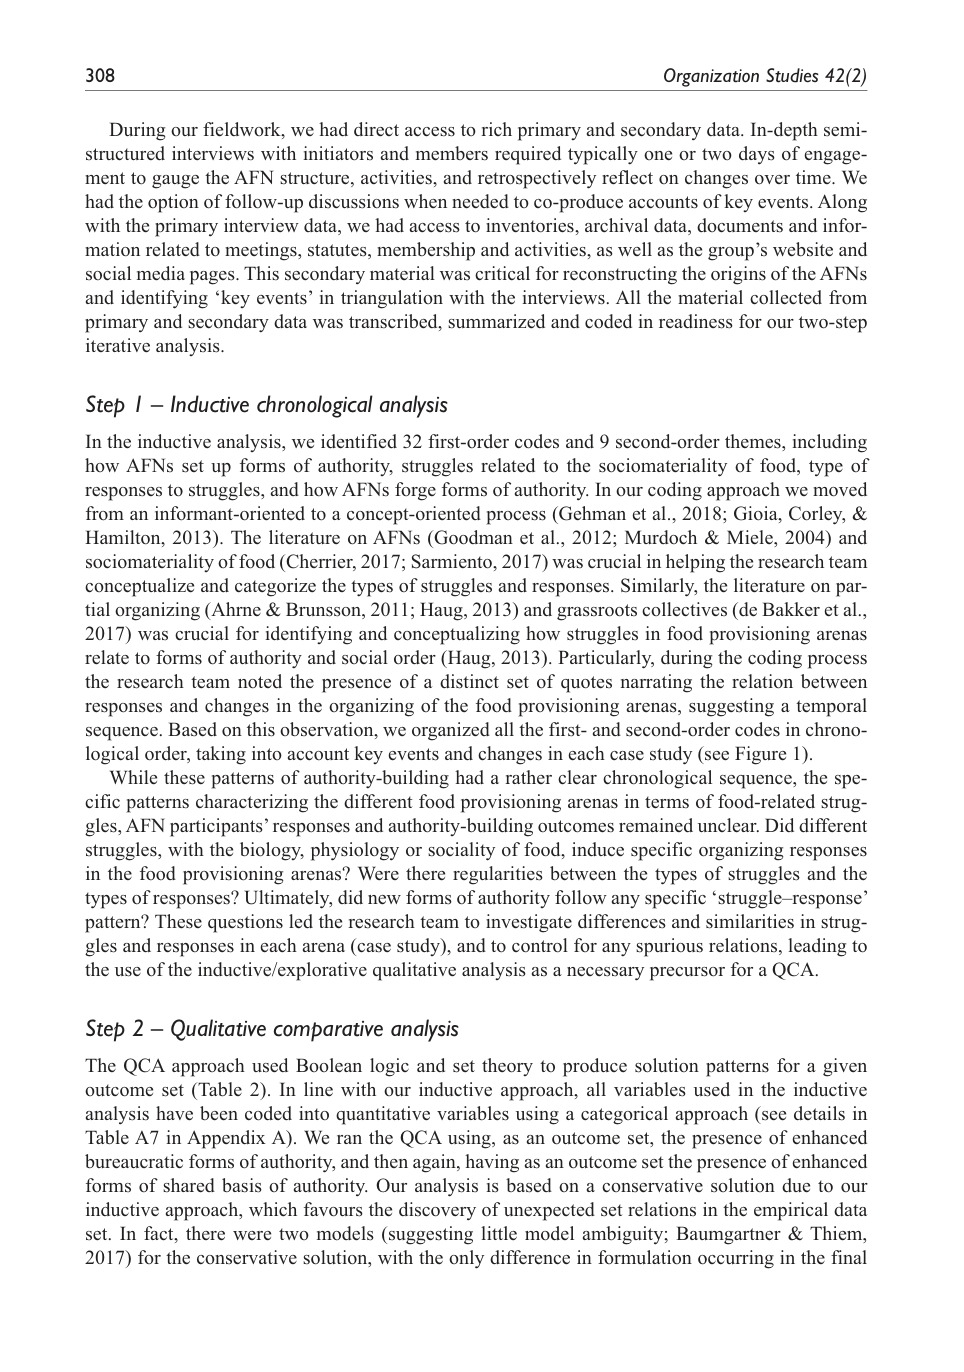 308
Organization Studies 42(2)
During our fieldwork, we had direct access to rich primary and secondary data. In-depth semi-
structured interviews with initiators and members required typically one or two days of engage-
ment to gauge the AFN structure, activities, and retrospectively reflect on changes over time. We
had the option of follow-up discussions when needed to co-produce accounts of key events. Along
with the primary interview data, we had access to inventories, archival data, documents and infor-
mation related to meetings, statutes, membership and activities, as well as the group’s website and
social media pages. This secondary material was critical for reconstructing the origins of the AFNs
and identifying ‘key events’ in triangulation with the interviews. All the material collected from
primary and secondary data was transcribed, summarized and coded in readiness for our two-step
iterative analysis.
Step 1 – Inductive chronological analysis
In the inductive analysis, we identified 32 first-order codes and 9 second-order themes, including
how AFNs set up forms of authority, struggles related to the sociomateriality of food, type of
responses to struggles, and how AFNs forge forms of authority. In our coding approach we moved
from an informant-oriented to a concept-oriented process (Gehman et al., 2018; Gioia, Corley, &
Hamilton, 2013). The literature on AFNs (Goodman et al., 2012; Murdoch & Miele, 2004) and
sociomateriality of food (Cherrier, 2017; Sarmiento, 2017) was crucial in helping the research team
conceptualize and categorize the types of struggles and responses. Similarly, the literature on par-
tial organizing (Ahrne & Brunsson, 2011; Haug, 2013) and grassroots collectives (de Bakker et al.,
2017) was crucial for identifying and conceptualizing how struggles in food provisioning arenas
relate to forms of authority and social order (Haug, 2013). Particularly, during the coding process
the research team noted the presence of a distinct set of quotes narrating the relation between
responses and changes in the organizing of the food provisioning arenas, suggesting a temporal
sequence. Based on this observation, we organized all the first- and second-order codes in chrono-
logical order, taking into account key events and changes in each case study (see Figure 1).
While these patterns of authority-building had a rather clear chronological sequence, the spe-
cific patterns characterizing the different food provisioning arenas in terms of food-related strug-
gles, AFN participants’ responses and authority-building outcomes remained unclear. Did different
struggles, with the biology, physiology or sociality of food, induce specific organizing responses
in the food provisioning arenas? Were there regularities between the types of struggles and the
types of responses? Ultimately, did new forms of authority follow any specific ‘struggle–response’
pattern? These questions led the research team to investigate differences and similarities in strug-
gles and responses in each arena (case study), and to control for any spurious relations, leading to
the use of the inductive/explorative qualitative analysis as a necessary precursor for a QCA.
Step 2 – Qualitative comparative analysis
The QCA approach used Boolean logic and set theory to produce solution patterns for a given
outcome set (Table 2). In line with our inductive approach, all variables used in the inductive
analysis have been coded into quantitative variables using a categorical approach (see details in
Table A7 in Appendix A). We ran the QCA using, as an outcome set, the presence of enhanced
bureaucratic forms of authority, and then again, having as an outcome set the presence of enhanced
forms of shared basis of authority. Our analysis is based on a conservative solution due to our
inductive approach, which favours the discovery of unexpected set relations in the empirical data
set. In fact, there were two models (suggesting little model ambiguity; Baumgartner & Thiem,
2017) for the conservative solution, with the only difference in formulation occurring in the final